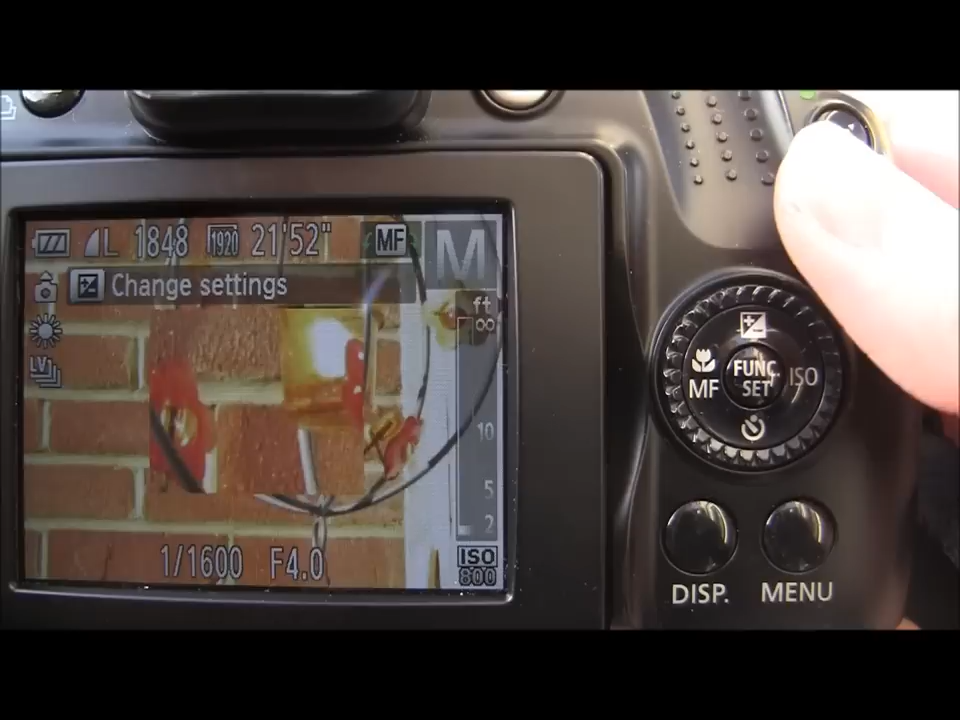 L 1848 1920 21'52" MF M
Change settings
ft
∞
LV
10
5
2
1/1600 F4.0 ISO 800
FUNC. SET
MF
ISO
DISP. MENU